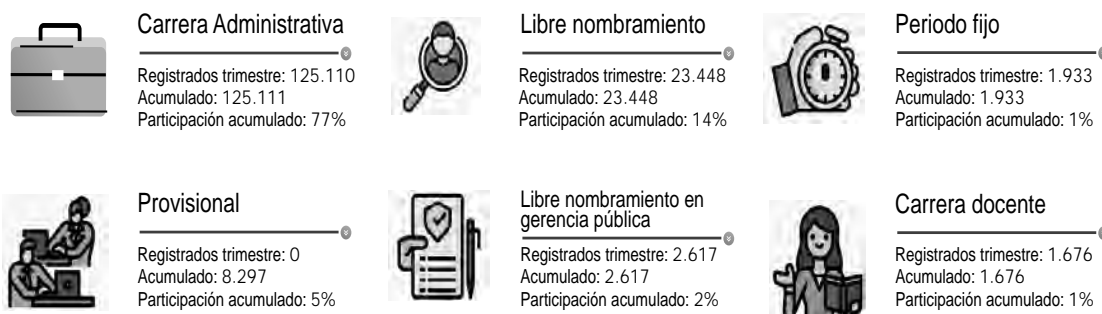 Carrera Administrativa
Registrados trimestre: 125.110
Acumulado: 125.111
Participación acumulado: 77%
Libre nombramiento
Registrados trimestre: 23.448
Acumulado: 23.448
Participación acumulado: 14%
Periodo fijo
Registrados trimestre: 1.933
Acumulado: 1.933
Participación acumulado: 1%
Provisional
Registrados trimestre: 0
Acumulado: 8.297
Participación acumulado: 5%
Libre nombramiento en
gerencia pública
Registrados trimestre: 2.617
Acumulado: 2.617
Participación acumulado: 2%
Carrera docente
Registrados trimestre: 1.676
Acumulado: 1.676
Participación acumulado: 1%